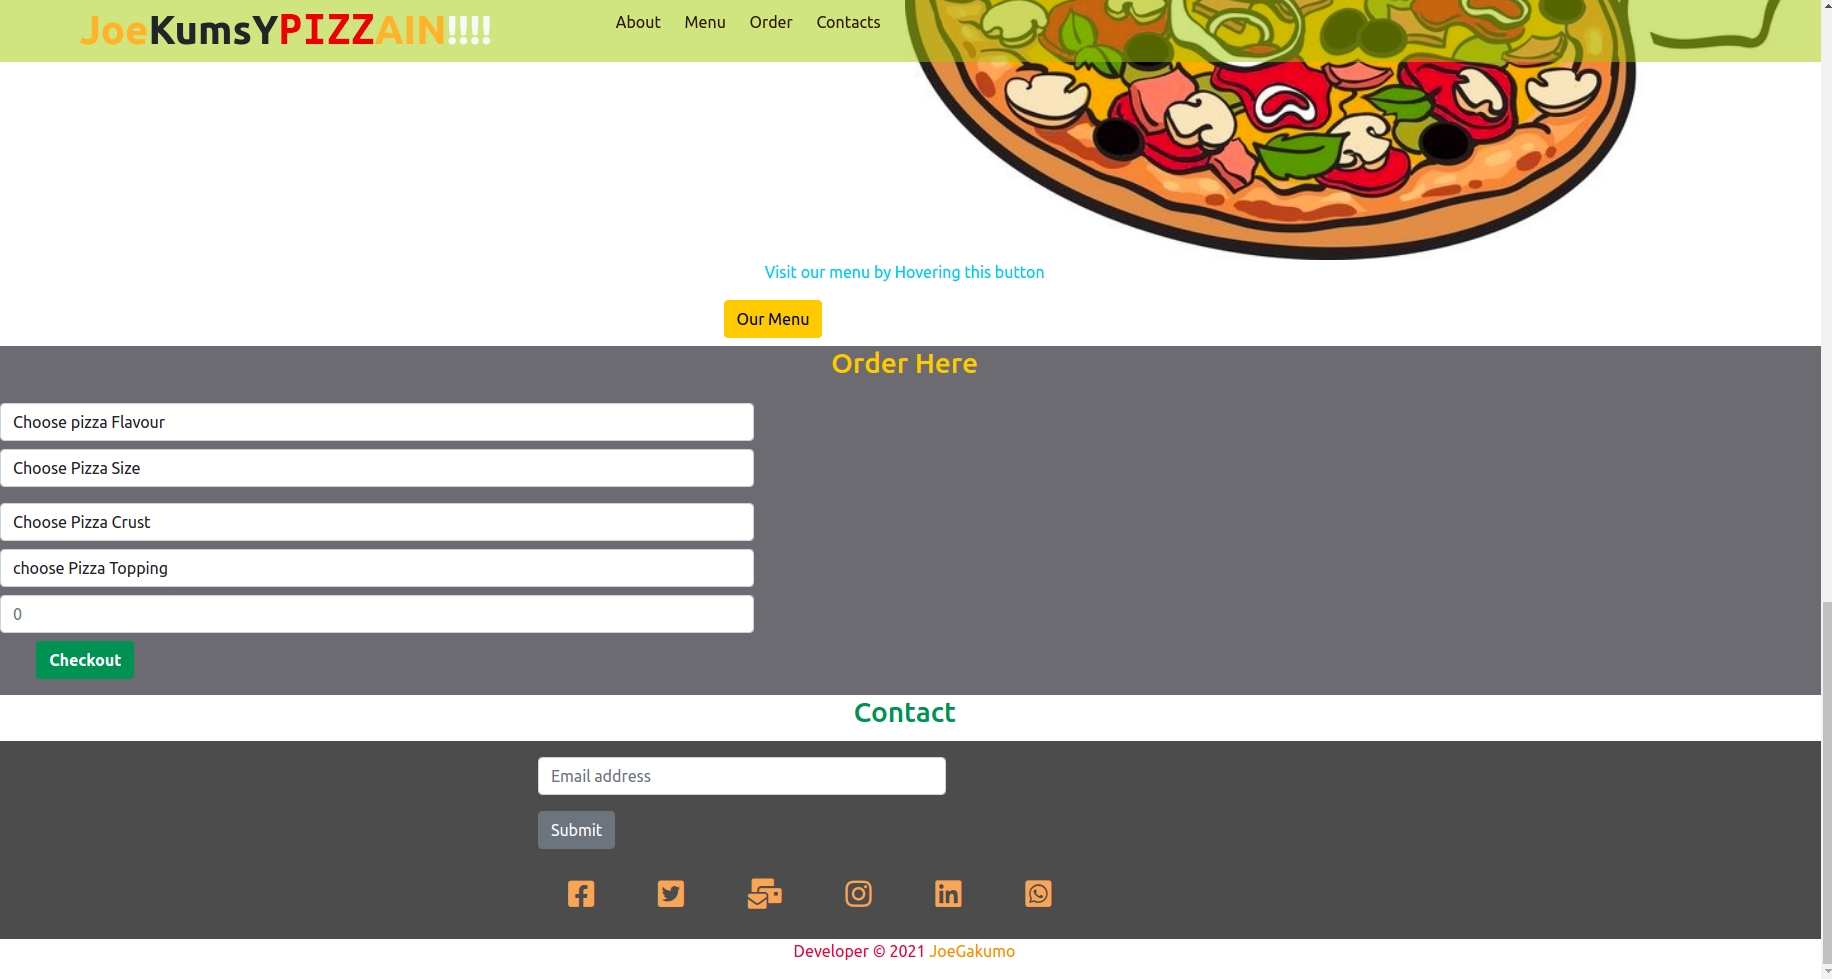 JoeKumsYPIZZAIN!!!!
About Menu Order Contacts
Visit our menu by Hovering this button
Our Menu
Order Here
Choose pizza Flavour
Choose Pizza Size
Choose Pizza Crust
choose Pizza Topping
0
Checkout
Contact
Email address
Submit
Developer © 2021 JoeGakumo